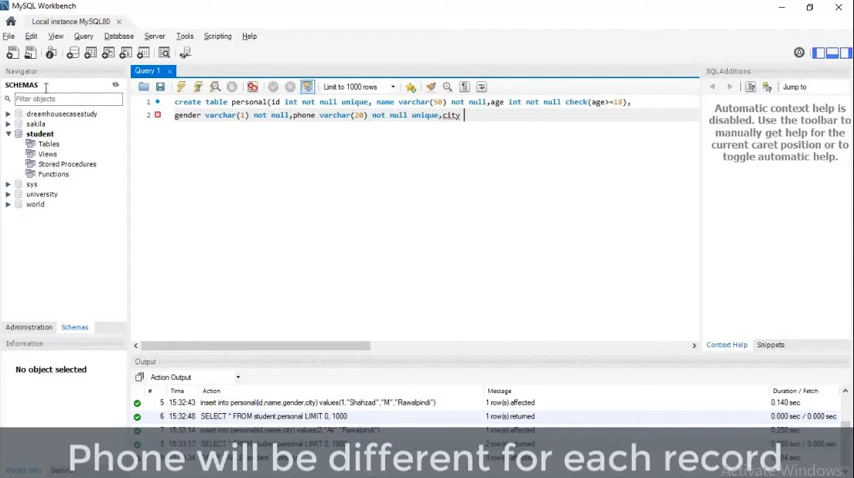 MySQL Workbench
Local instance MySQL80
File Edit View Query Database Server Tools Scripting Help
Navigator
SCHEMAS
Filter objects
dreamhousecasestudy
sakila
student
Tables
Views
Stored Procedures
Functions
sys
university
world
Administration Schemas
Information
No object selected
Query 1
Limit to 1000 rows
1 create table personal(id int not null unique, name varchar(50) not null,age int not null check(age>=18),
2 gender varchar(1) not null,phone varchar(20) not null unique,city
SQLAdditions
Jump to
Automatic context help is
disabled. Use the toolbar to
manually get help for the
current caret position or to
toggle automatic help.
Context Help Snippets
Output
Action Output
# Time Action Message Duration / Fetch
5 15:32:43 insert into personal(id,name,gender,city) values(1,"Shahzad","M","Rawalpindi") 1 row(s) affected 0.140 sec
6 15:32:48 SELECT * FROM student.personal LIMIT 0, 1000 1 row(s) returned 0.000 sec / 0.000 sec
Phone will be different for each record
Activate Windows